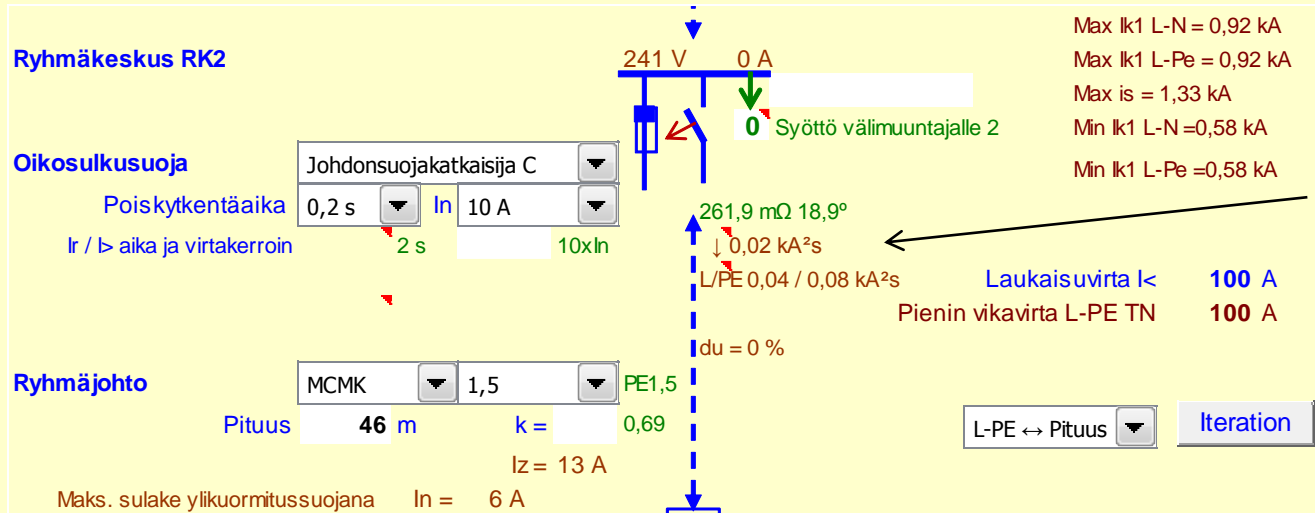 Max Ik1 L-N = 0,92 kA
Ryhmäkeskus RK2 241 V 0 A Max Ik1 L-Pe = 0,92 kA
Max is = 1,33 kA
0 Syöttö välimuuntajalle 2 Min Ik1 L-N =0,58 kA
Oikosulkusuoja Johdonsuojakatkaisija C Min Ik1 L-Pe =0,58 kA
Poiskytkentäaika 0,2 s In 10 A 261,9 mΩ 18,9º
Ir / I> aika ja virtakerroin 2 s 10xIn ↓ 0,02 kA²s
L/PE 0,04 / 0,08 kA²s Laukaisuvirta I< 100 A
Pienin vikavirta L-PE TN 100 A
du = 0 %
Ryhmäjohto MCMK 1,5 PE1,5
Pituus 46 m k = 0,69 L-PE ↔ Pituus Iteration
Iz = 13 A
Maks. sulake ylikuormitussuojana In = 6 A